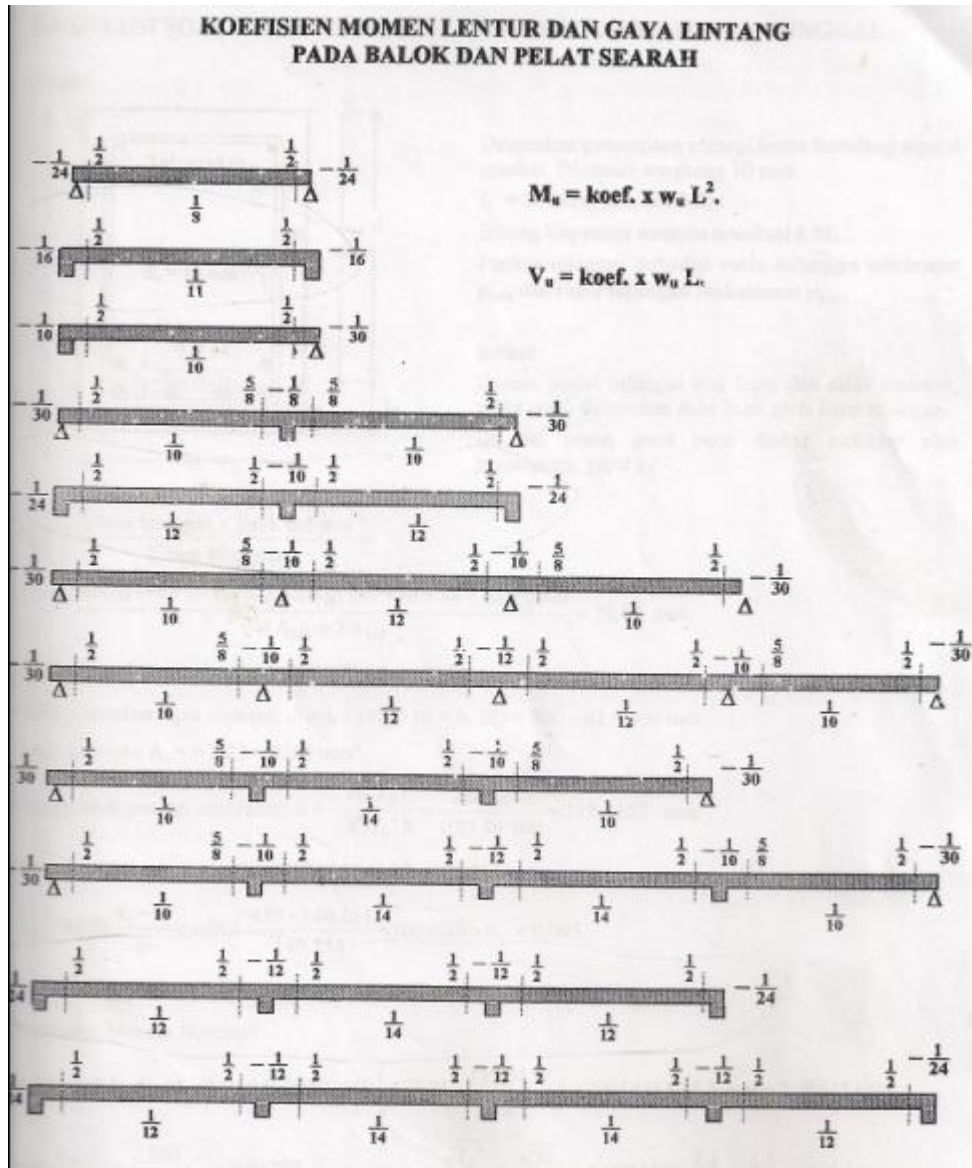 KOEFISIEN MOMEN LENTUR DAN GAYA LINTANG
PADA BALOK DAN PELAT SEARAH
-1/24 1/2 1/2 -1/24
1/8
Mu = koef. x wu L².
-1/16 1/2 1/2 -1/16
1/11
Vu = koef. x wu L.
-1/10 1/2 1/2 -1/30
1/10
-1/30 1/2 5/8 -1/8 5/8 1/2 -1/30
1/10 1/10
-1/24 1/2 1/2 -1/10 1/2 1/2 -1/24
1/12 1/12
-1/30 1/2 5/8 -1/10 1/2 1/2 -1/10 5/8 1/2 -1/30
1/10 1/12 1/10
-1/30 1/2 5/8 -1/10 1/2 1/2 -1/12 1/2 1/2 -1/10 5/8 1/2 -1/30
1/10 1/12 1/12 1/10
-1/30 1/2 5/8 -1/10 1/2 1/2 -1/10 5/8 1/2 -1/30
1/10 1/14 1/10
1/30 1/2 5/8 -1/10 1/2 1/2 -1/12 1/2 1/2 -1/10 5/8 1/2 -1/30
1/10 1/14 1/14 1/10
1/2 1/2 -1/12 1/2 1/2 -1/12 1/2 1/2 -1/24
1/12 1/14 1/12
1/2 1/2 -1/12 1/2 1/2 -1/12 1/2 1/2 -1/12 1/2 1/2 -1/24
1/12 1/14 1/14 1/12